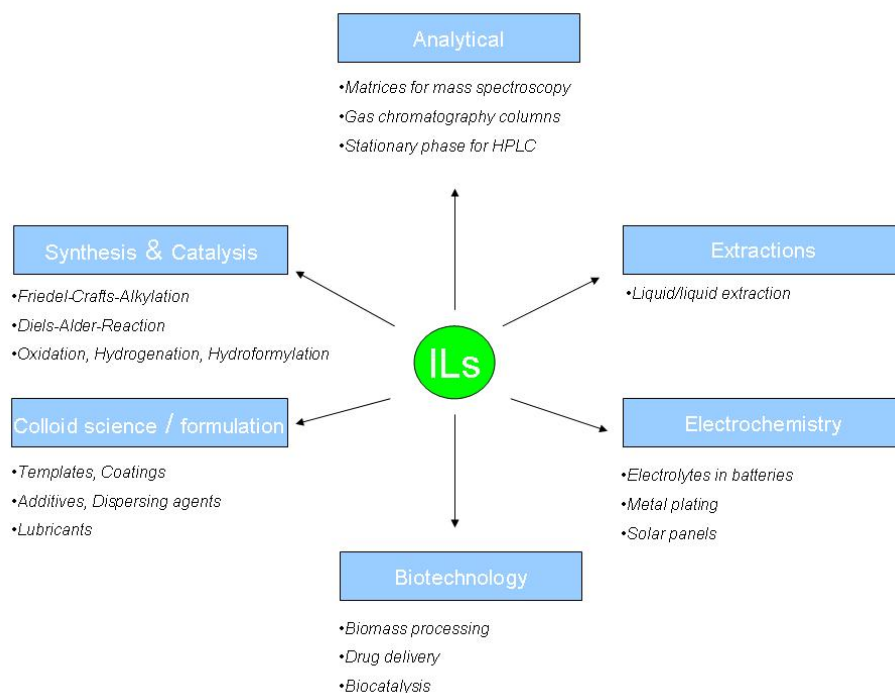 Analytical
•Matrices for mass spectroscopy
•Gas chromatography columns
•Stationary phase for HPLC
Synthesis & Catalysis
•Friedel-Crafts-Alkylation
•Diels-Alder-Reaction
•Oxidation, Hydrogenation, Hydroformylation
Extractions
•Liquid/liquid extraction
ILs
Colloid science / formulation
•Templates, Coatings
•Additives, Dispersing agents
•Lubricants
Electrochemistry
•Electrolytes in batteries
•Metal plating
•Solar panels
Biotechnology
•Biomass processing
•Drug delivery
•Biocatalysis